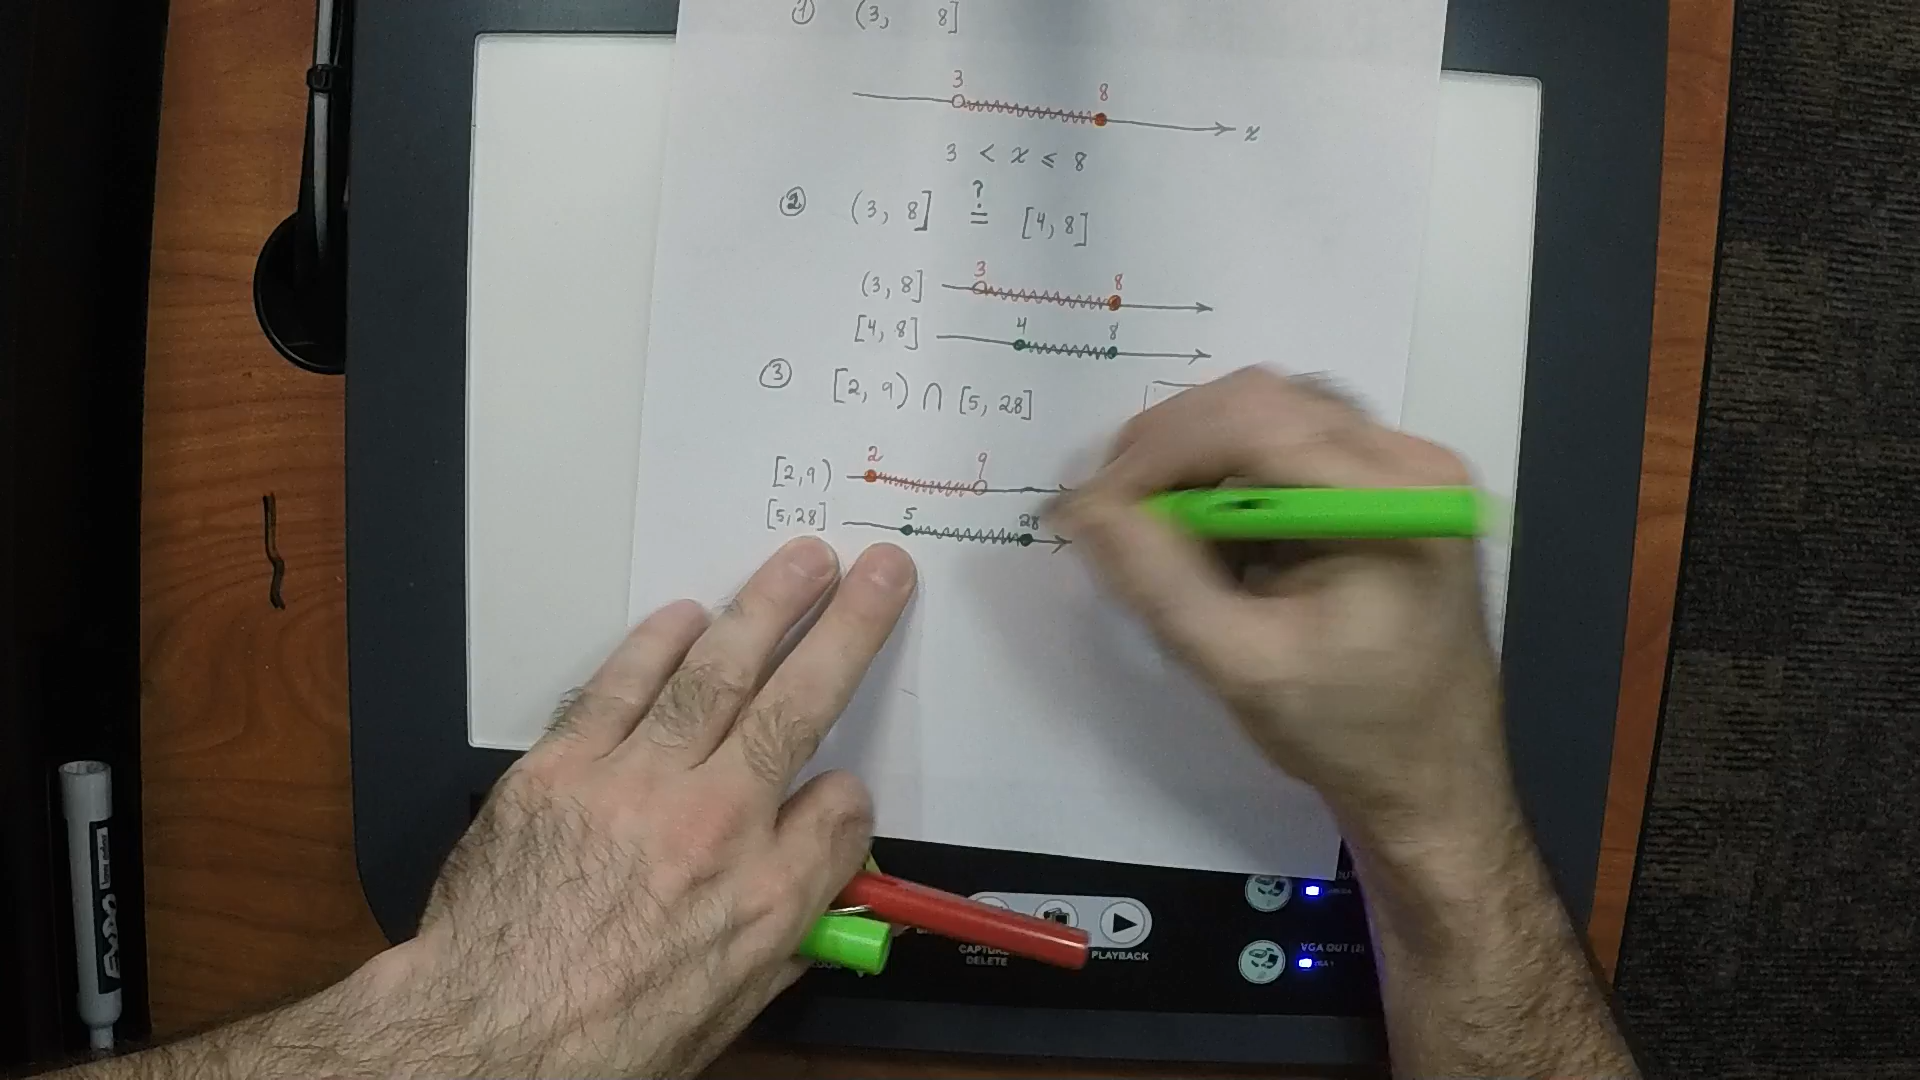 ① (3, 8]
3 8
x
3 < x ≤ 8
② (3, 8] ≟ [4, 8]
(3, 8] 3 8
[4, 8] 4 8
③ [2, 9) ∩ [5, 28]
[2,9) 2 9
[5,28] 5 28
EXPO
CAPTURE
DELETE
PLAYBACK
VGA OUT (2)